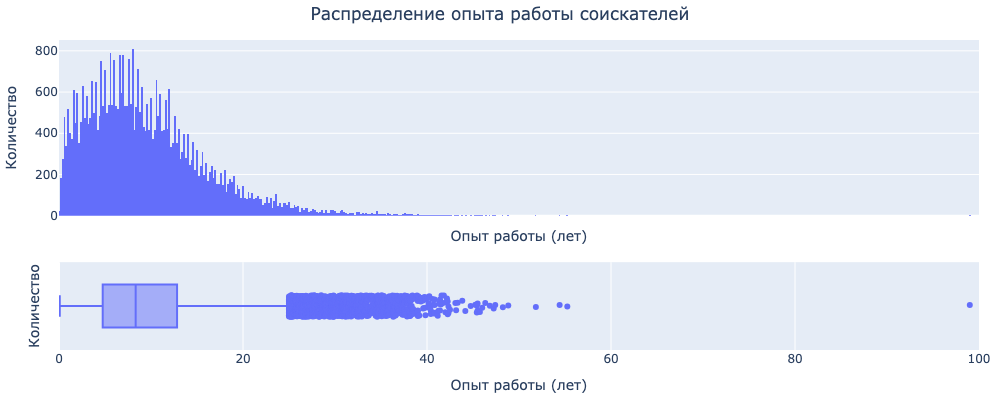 Распределение опыта работы соискателей
Количество
800
600
400
200
0
Опыт работы (лет)
Количество
0
20
40
60
80
100
Опыт работы (лет)